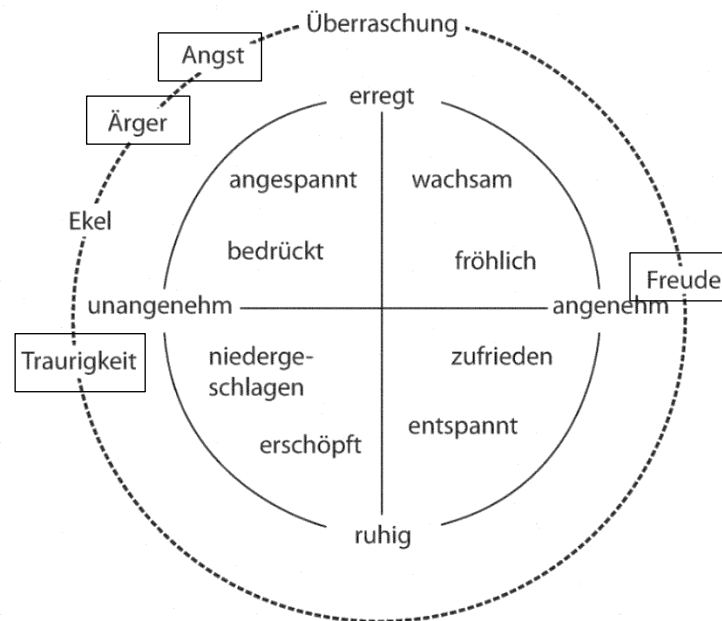 Überraschung
Angst
erregt
Ärger
angespannt
wachsam
Ekel
bedrückt
fröhlich
Freude
unangenehm
angenehm
Traurigkeit
niederge-
schlagen
zufrieden
entspannt
erschöpft
ruhig